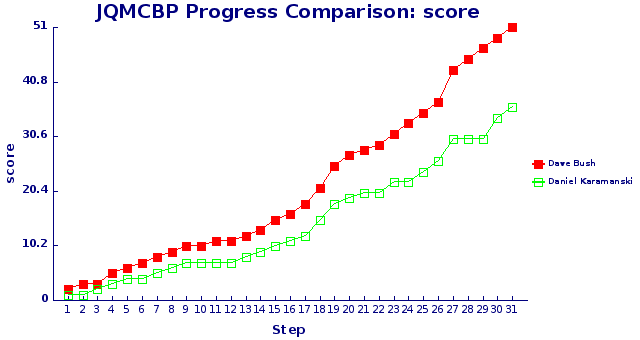 JQMCBP Progress Comparison: score
51
40.8
30.6
20.4
10.2
0
score
1 2 3 4 5 6 7 8 9 10 11 12 13 14 15 16 17 18 19 20 21 22 23 24 25 26 27 28 29 30 31
Step
Dave Bush
Daniel Karamanski